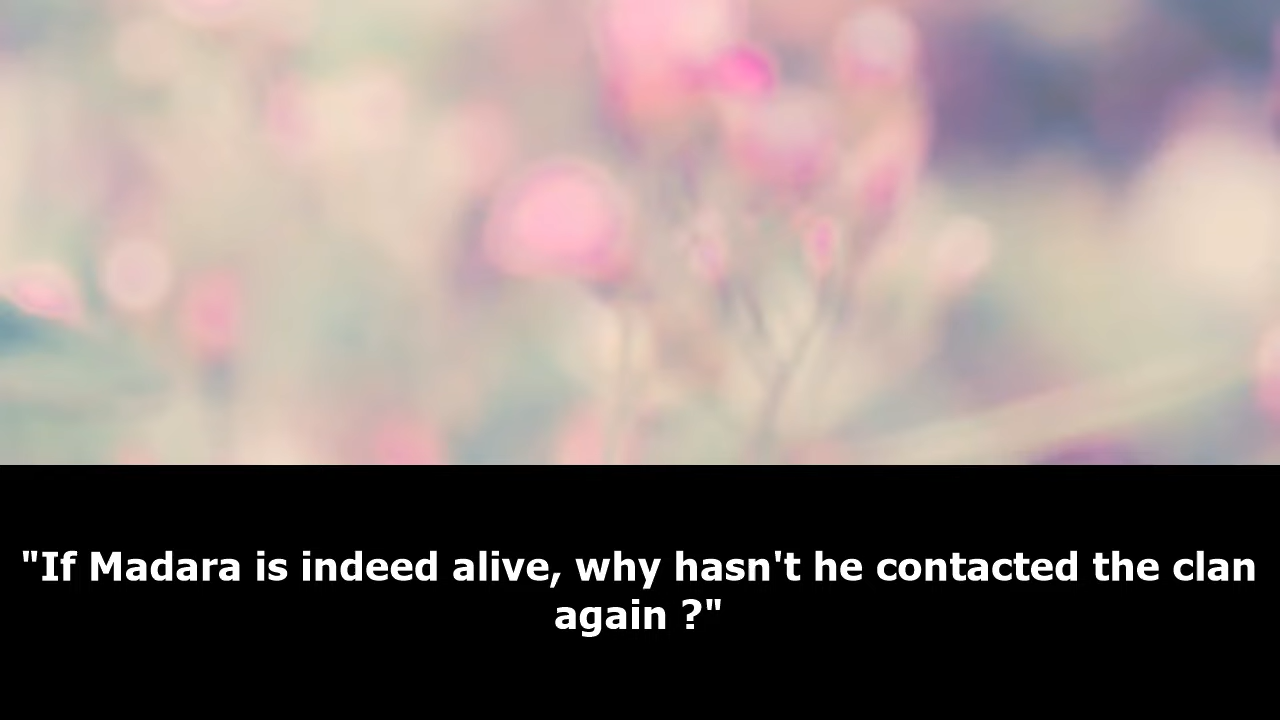 "If Madara is indeed alive, why hasn't he contacted the clan
again ?"